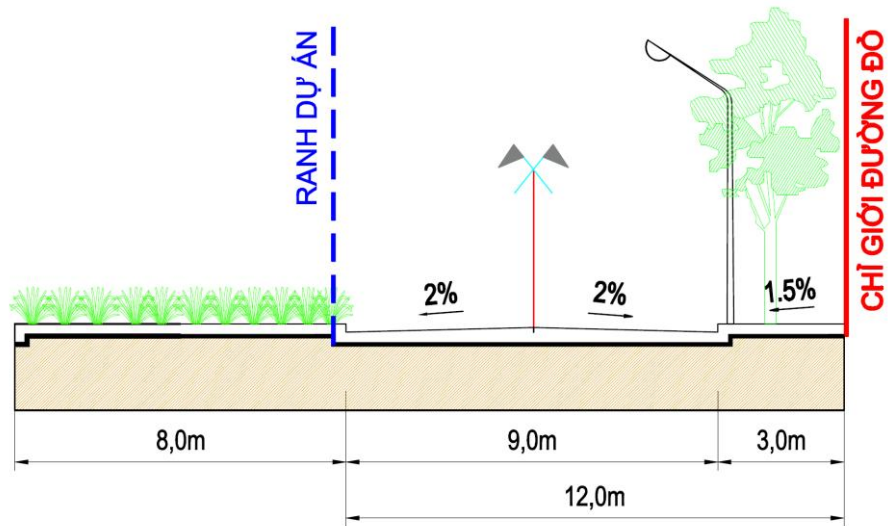 RANH DỰ ÁN
CHỈ GIỚI ĐƯỜNG ĐỎ
2%
2%
1.5%
8,0m
9,0m
3,0m
12,0m